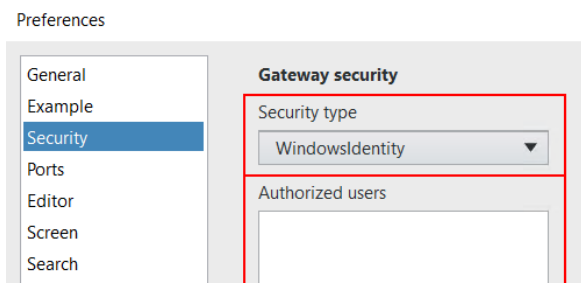 Preferences
General
Example
Security
Ports
Editor
Screen
Search
Gateway security
Security type
WindowsIdentity
Authorized users